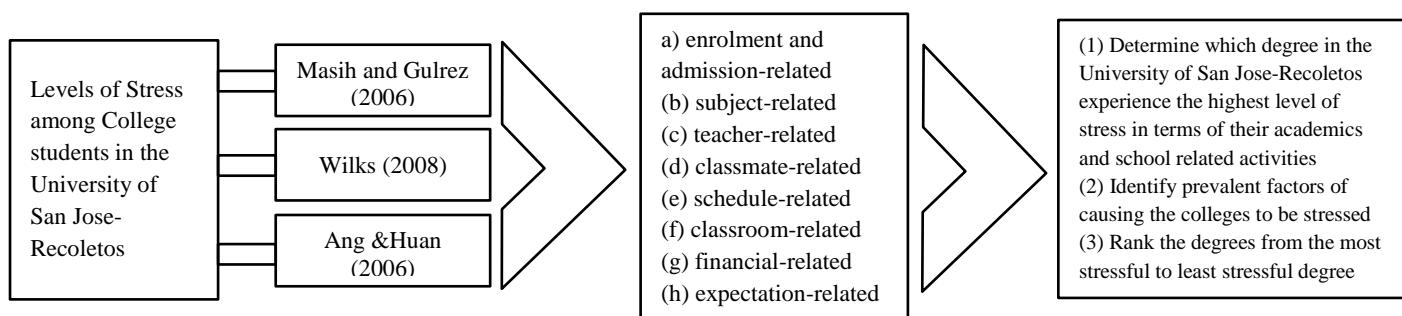 Levels of Stress
among College
students in the
University of
San Jose-
Recoletos
Masih and Gulrez
(2006)
Wilks (2008)
Ang &Huan
(2006)
a) enrolment and
admission-related
(b) subject-related
(c) teacher-related
(d) classmate-related
(e) schedule-related
(f) classroom-related
(g) financial-related
(h) expectation-related
(1) Determine which degree in the
University of San Jose-Recoletos
experience the highest level of
stress in terms of their academics
and school related activities
(2) Identify prevalent factors of
causing the colleges to be stressed
(3) Rank the degrees from the most
stressful to least stressful degree